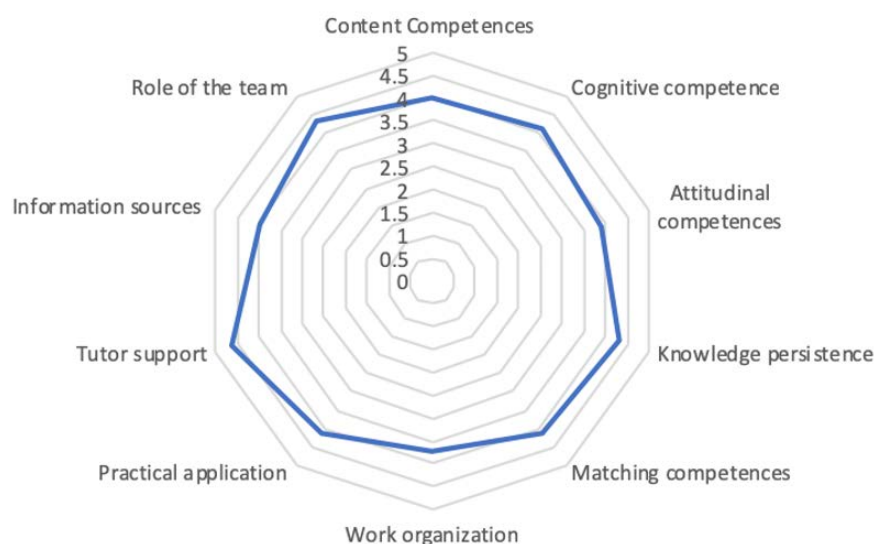 Content Competences
5
4.5
4
3.5
3
2.5
2
1.5
1
0.5
0
Cognitive competence
Attitudinal
competences
Knowledge persistence
Matching competences
Work organization
Practical application
Tutor support
Information sources
Role of the team